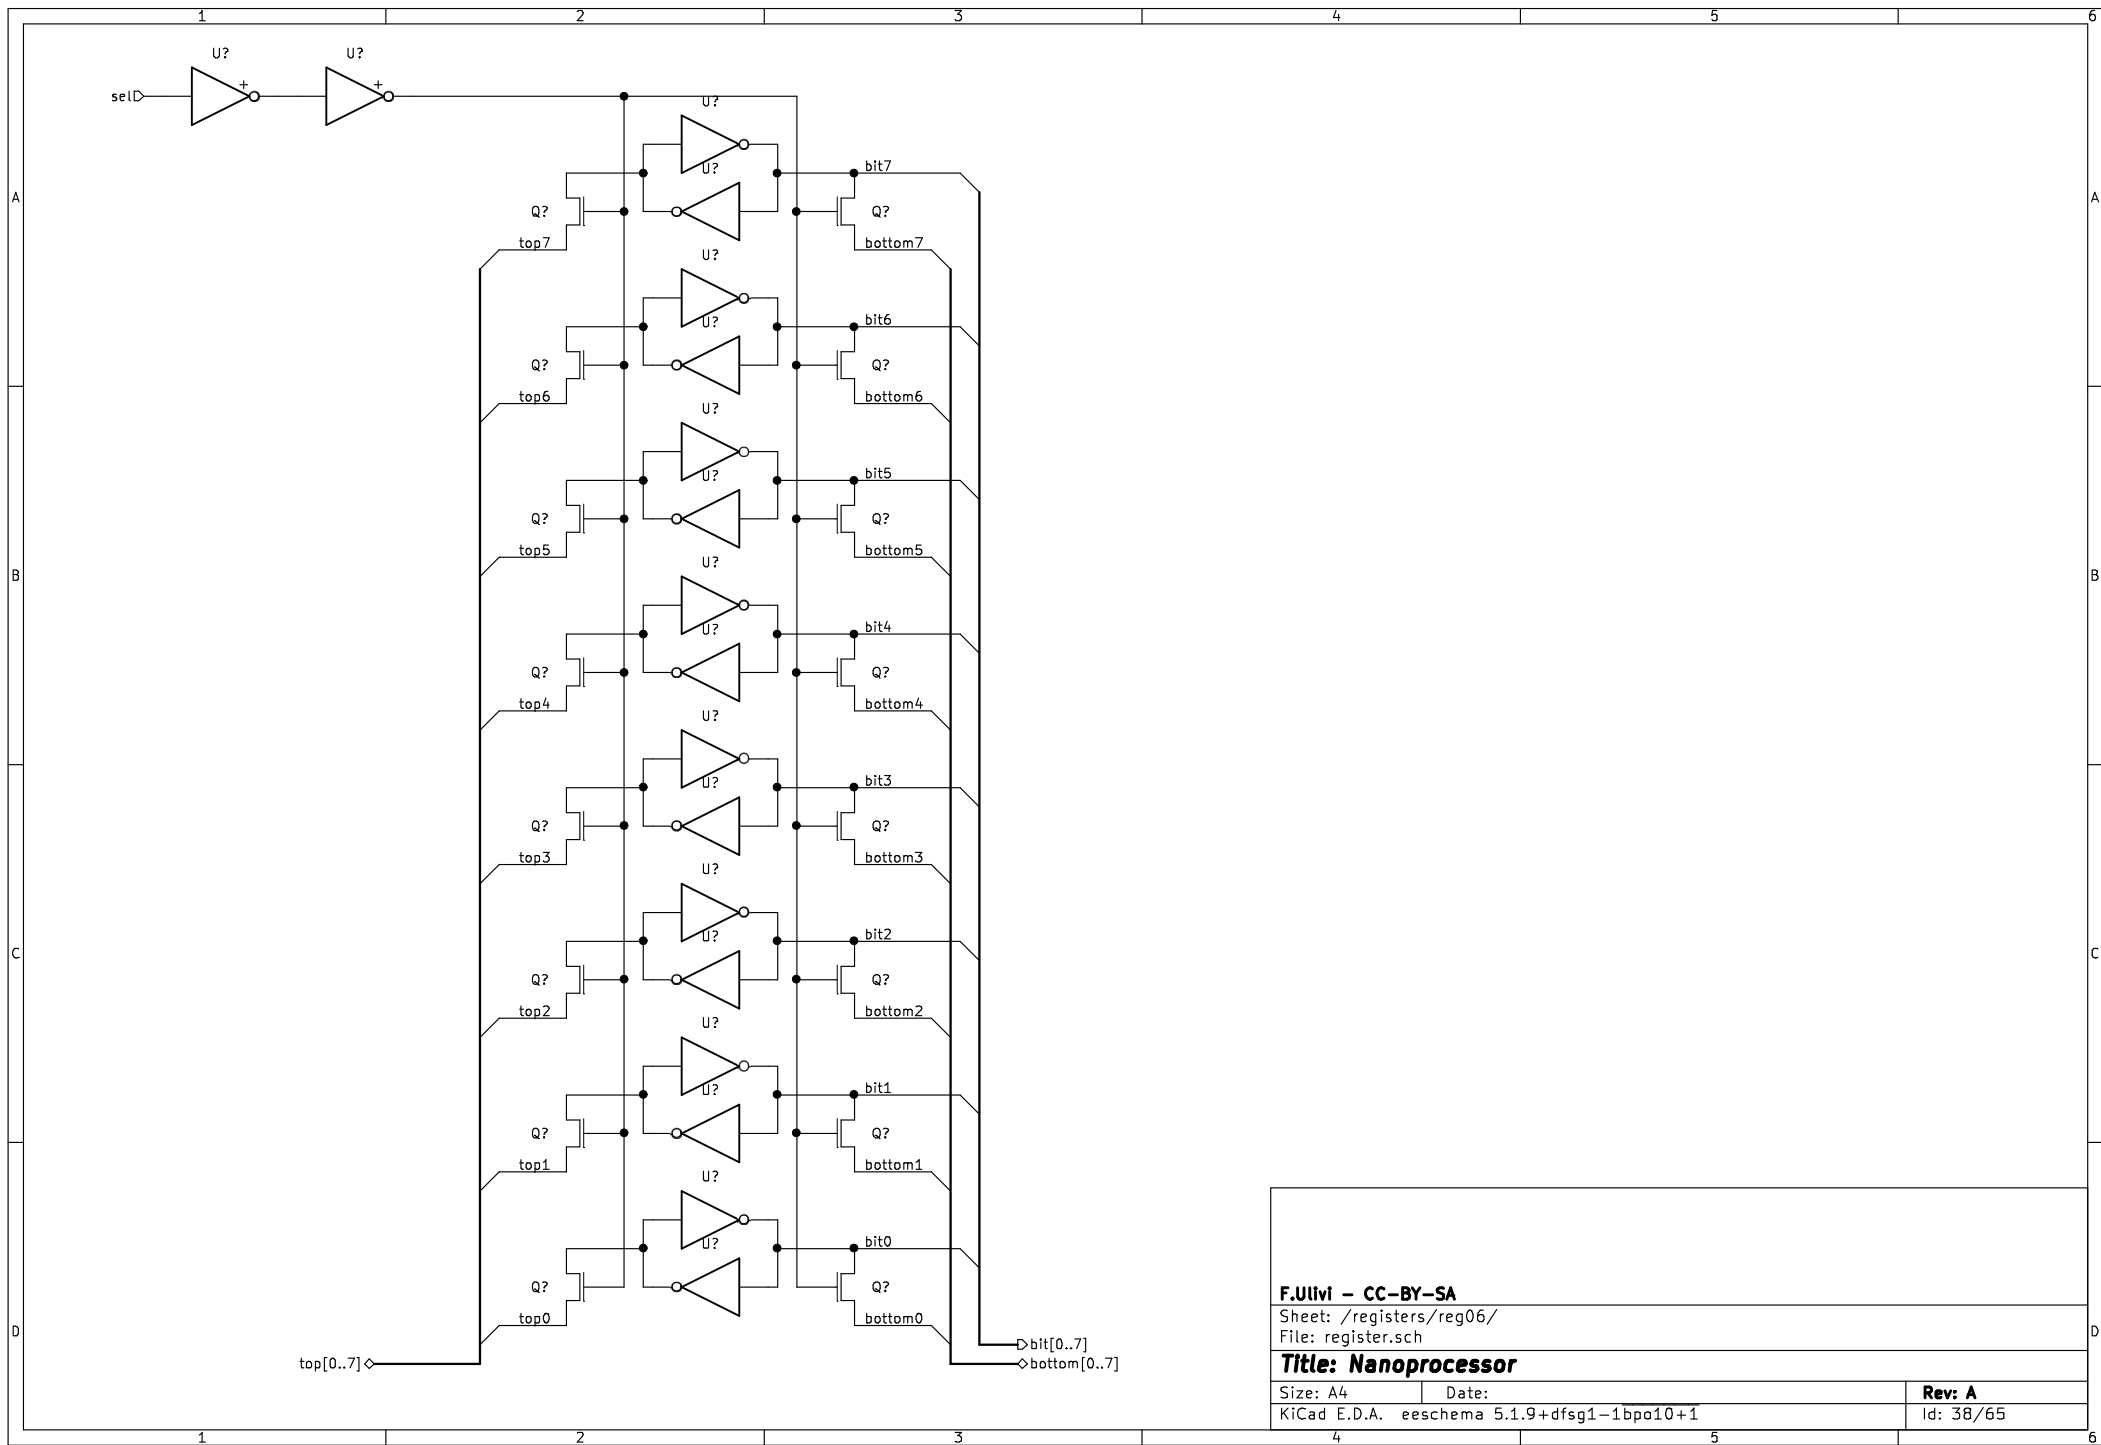 1 2 3 4 5 6
U? U?
sel + +
U?
bit7
U?
A A
Q? Q?
top7 bottom7
U?
bit6
U?
Q? Q?
top6 bottom6
U?
bit5
U?
Q? Q?
top5 bottom5
U?
B B
bit4
U?
Q? Q?
top4 bottom4
U?
bit3
U?
Q? Q?
top3 bottom3
U?
bit2
U?
C C
Q? Q?
top2 bottom2
U?
bit1
U?
Q? Q?
top1 bottom1
U?
bit0
U?
Q? Q?
top0 bottom0
D D
bit[0..7]
top[0..7] bottom[0..7]
F.Ulivi – CC–BY–SA
Sheet: /registers/reg06/
File: register.sch
Title: Nanoprocessor
Size: A4 Date: Rev: A
KiCad E.D.A. eeschema 5.1.9+dfsg1–1bpo10+1 Id: 38/65
1 2 3 4 5 6